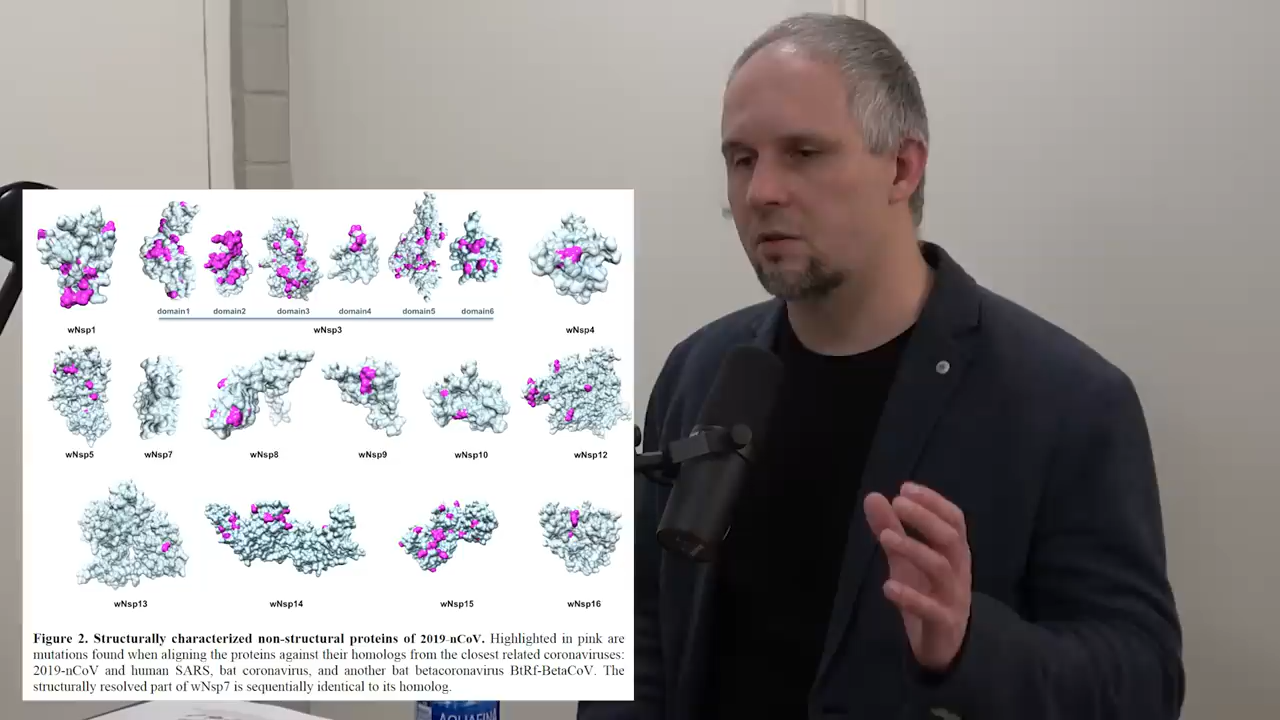 domain1 domain2 domain3 domain4 domain5 domain6
wNsp1 wNsp3 wNsp4
wNsp5 wNsp7 wNsp8 wNsp9 wNsp10 wNsp12
wNsp13 wNsp14 wNsp15 wNsp16
Figure 2. Structurally characterized non-structural proteins of 2019-nCoV. Highlighted in pink are
mutations found when aligning the proteins against their homologs from the closest related coronaviruses:
2019-nCoV and human SARS, bat coronavirus, and another bat betacoronavirus BtRf-BetaCoV. The
structurally resolved part of wNsp7 is sequentially identical to its homolog.
AQUAFINA